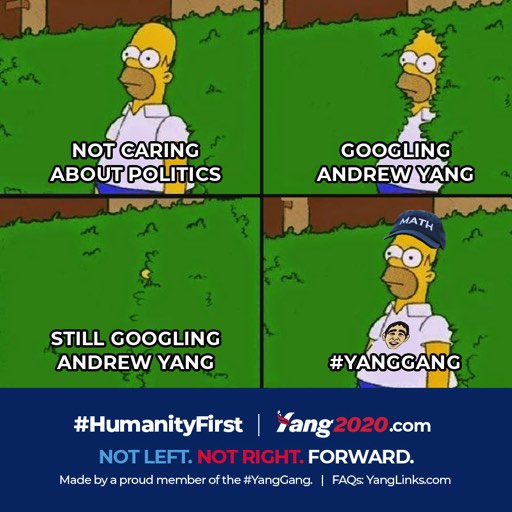 NOT CARING
ABOUT POLITICS
GOOGLING
ANDREW YANG
STILL GOOGLING
ANDREW YANG
MATH
#YANGGANG
#HumanityFirst | Yang2020.com
NOT LEFT. NOT RIGHT. FORWARD.
Made by a proud member of the #YangGang. | FAQs: YangLinks.com